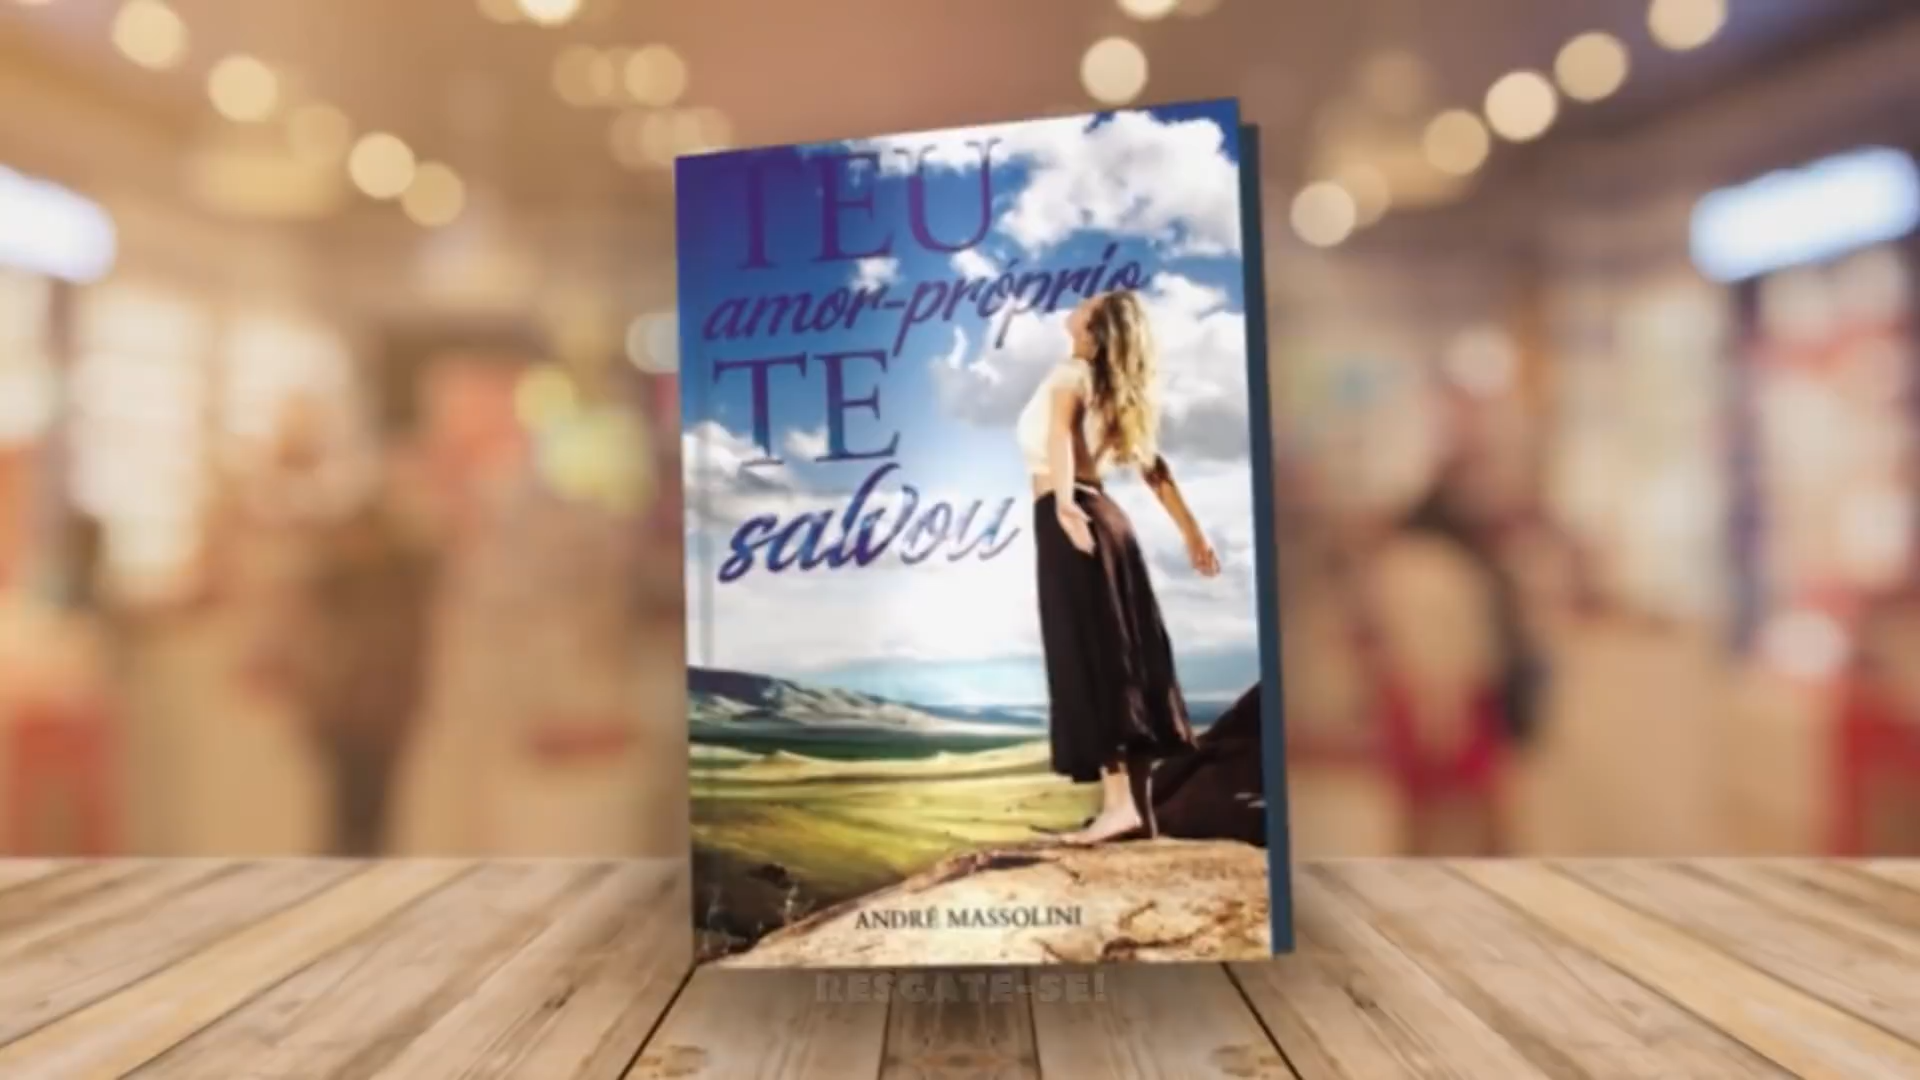 TEU
amor-próprio
TE
salvou
ANDRÉ MASSOLINI
RESGATE-SE!